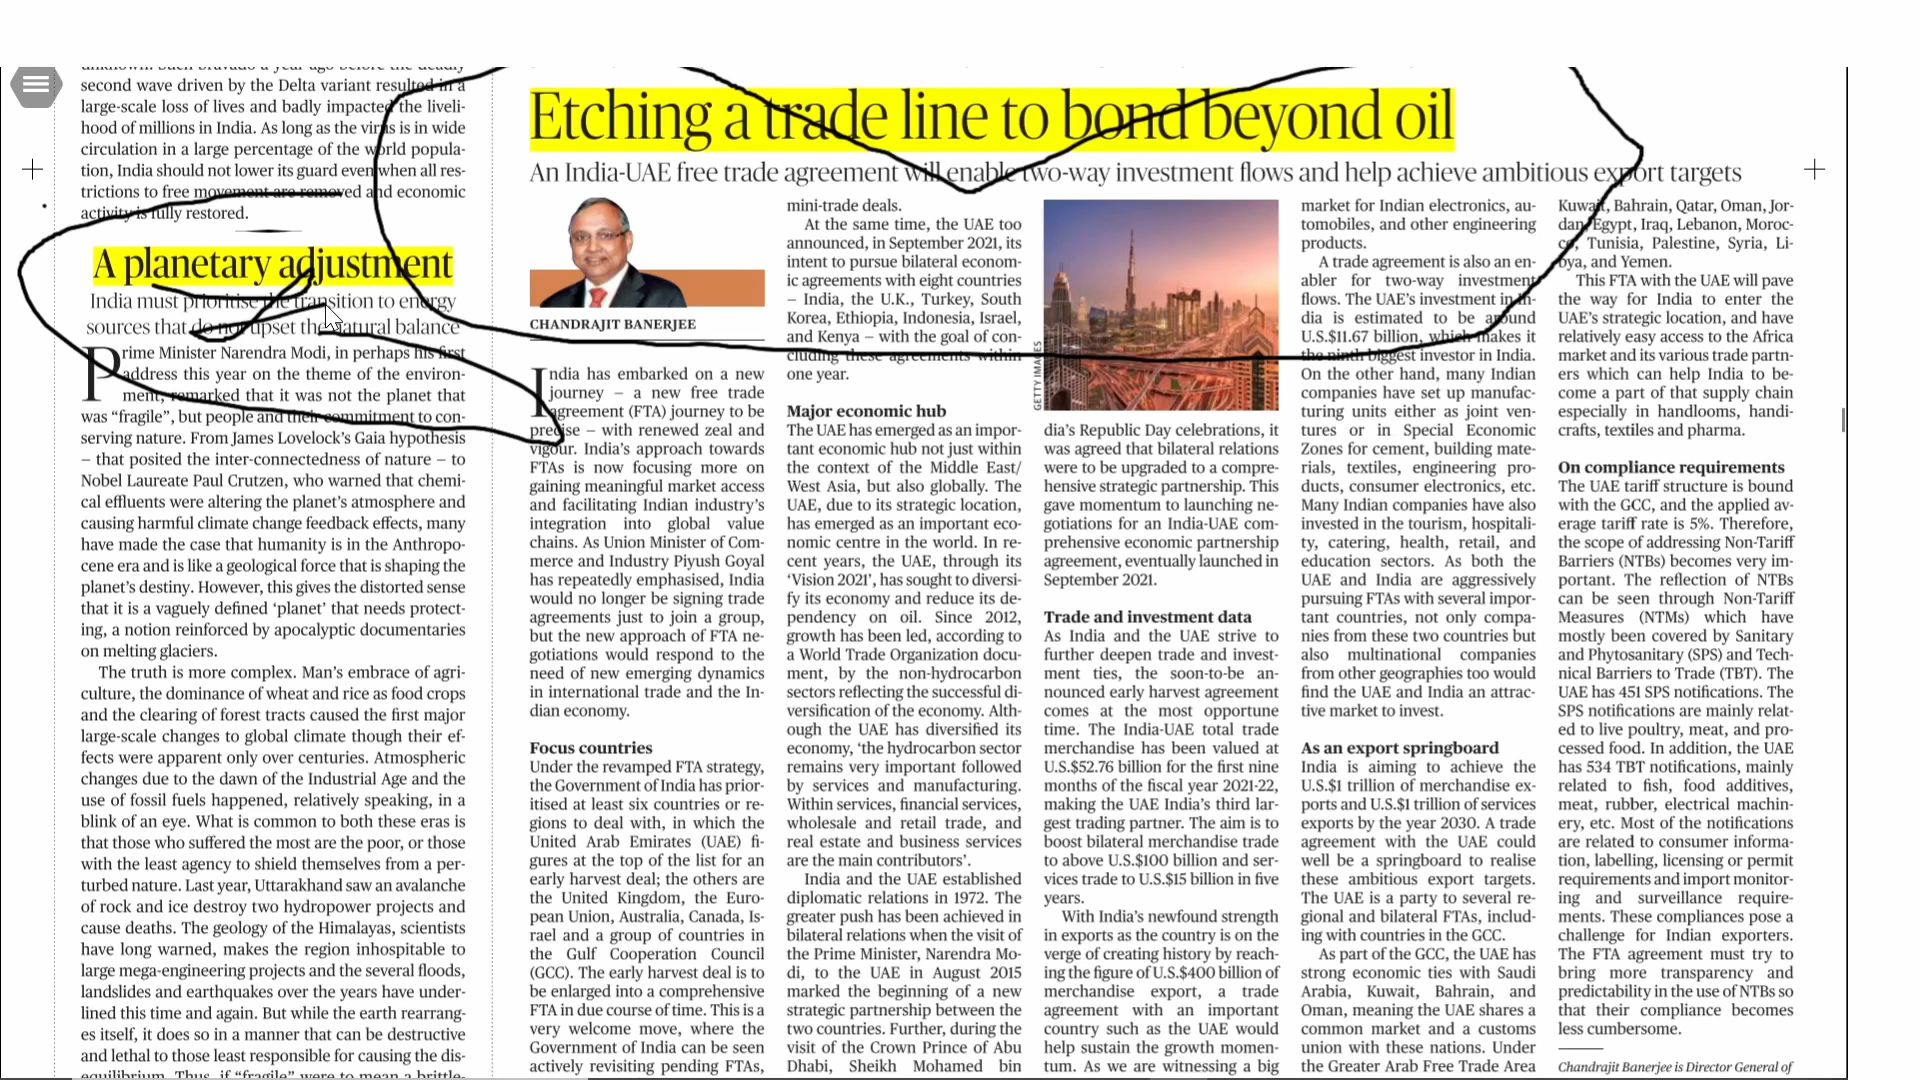 second wave driven by the Delta variant resulted in a
large-scale loss of lives and badly impacted the liveli-
hood of millions in India. As long as the virus is in wide
circulation in a large percentage of the world popula-
tion, India should not lower its guard even when all res-
trictions to free movement are removed and economic
activity is fully restored.
A planetary adjustment
India must prioritise the transition to energy
sources that do not upset the natural balance
Prime Minister Narendra Modi, in perhaps his first
address this year on the theme of the environ-
ment, remarked that it was not the planet that
was “fragile”, but people and their commitment to con-
serving nature. From James Lovelock’s Gaia hypothesis
– that posited the inter-connectedness of nature – to
Nobel Laureate Paul Crutzen, who warned that chemi-
cal effluents were altering the planet’s atmosphere and
causing harmful climate change feedback effects, many
have made the case that humanity is in the Anthropo-
cene era and is like a geological force that is shaping the
planet’s destiny. However, this gives the distorted sense
that it is a vaguely defined ‘planet’ that needs protect-
ing, a notion reinforced by apocalyptic documentaries
on melting glaciers.
The truth is more complex. Man’s embrace of agri-
culture, the dominance of wheat and rice as food crops
and the clearing of forest tracts caused the first major
large-scale changes to global climate though their ef-
fects were apparent only over centuries. Atmospheric
changes due to the dawn of the Industrial Age and the
use of fossil fuels happened, relatively speaking, in a
blink of an eye. What is common to both these eras is
that those who suffered the most are the poor, or those
with the least agency to shield themselves from a per-
turbed nature. Last year, Uttarakhand saw an avalanche
of rock and ice destroy two hydropower projects and
cause deaths. The geology of the Himalayas, scientists
have long warned, makes the region inhospitable to
large mega-engineering projects and the several floods,
landslides and earthquakes over the years have under-
lined this time and again. But while the earth rearrang-
es itself, it does so in a manner that can be destructive
and lethal to those least responsible for causing the dis-
equilibrium. Thus, if “fragile” were to mean a brittle-
Etching a trade line to bond beyond oil
An India-UAE free trade agreement will enable two-way investment flows and help achieve ambitious export targets
CHANDRAJIT BANERJEE
India has embarked on a new
journey – a new free trade
agreement (FTA) journey to be
precise – with renewed zeal and
vigour. India’s approach towards
FTAs is now focusing more on
gaining meaningful market access
and facilitating Indian industry’s
integration into global value
chains. As Union Minister of Com-
merce and Industry Piyush Goyal
has repeatedly emphasised, India
would no longer be signing trade
agreements just to join a group,
but the new approach of FTA ne-
gotiations would respond to the
need of new emerging dynamics
in international trade and the In-
dian economy.
Focus countries
Under the revamped FTA strategy,
the Government of India has prior-
itised at least six countries or re-
gions to deal with, in which the
United Arab Emirates (UAE) fi-
gures at the top of the list for an
early harvest deal; the others are
the United Kingdom, the Euro-
pean Union, Australia, Canada, Is-
rael and a group of countries in
the Gulf Cooperation Council
(GCC). The early harvest deal is to
be enlarged into a comprehensive
FTA in due course of time. This is a
very welcome move, where the
Government of India can be seen
actively revisiting pending FTAs,
mini-trade deals.
At the same time, the UAE too
announced, in September 2021, its
intent to pursue bilateral econom-
ic agreements with eight countries
– India, the U.K., Turkey, South
Korea, Ethiopia, Indonesia, Israel,
and Kenya – with the goal of con-
cluding these agreements within
one year.
Major economic hub
The UAE has emerged as an impor-
tant economic hub not just within
the context of the Middle East/
West Asia, but also globally. The
UAE, due to its strategic location,
has emerged as an important eco-
nomic centre in the world. In re-
cent years, the UAE, through its
‘Vision 2021’, has sought to diversi-
fy its economy and reduce its de-
pendency on oil. Since 2012,
growth has been led, according to
a World Trade Organization docu-
ment, by the non-hydrocarbon
sectors reflecting the successful di-
versification of the economy. Alth-
ough the UAE has diversified its
economy, ‘the hydrocarbon sector
remains very important followed
by services and manufacturing.
Within services, financial services,
wholesale and retail trade, and
real estate and business services
are the main contributors’.
India and the UAE established
diplomatic relations in 1972. The
greater push has been achieved in
bilateral relations when the visit of
the Prime Minister, Narendra Mo-
di, to the UAE in August 2015
marked the beginning of a new
strategic partnership between the
two countries. Further, during the
visit of the Crown Prince of Abu
Dhabi, Sheikh Mohamed bin
GETTY IMAGES
dia’s Republic Day celebrations, it
was agreed that bilateral relations
were to be upgraded to a compre-
hensive strategic partnership. This
gave momentum to launching ne-
gotiations for an India-UAE com-
prehensive economic partnership
agreement, eventually launched in
September 2021.
Trade and investment data
As India and the UAE strive to
further deepen trade and invest-
ment ties, the soon-to-be an-
nounced early harvest agreement
comes at the most opportune
time. The India-UAE total trade
merchandise has been valued at
U.S.$52.76 billion for the first nine
months of the fiscal year 2021-22,
making the UAE India’s third lar-
gest trading partner. The aim is to
boost bilateral merchandise trade
to above U.S.$100 billion and ser-
vices trade to U.S.$15 billion in five
years.
With India’s newfound strength
in exports as the country is on the
verge of creating history by reach-
ing the figure of U.S.$400 billion of
merchandise export, a trade
agreement with an important
country such as the UAE would
help sustain the growth momen-
tum. As we are witnessing a big
market for Indian electronics, au-
tomobiles, and other engineering
products.
A trade agreement is also an en-
abler for two-way investment
flows. The UAE’s investment in In-
dia is estimated to be around
U.S.$11.67 billion, which makes it
the ninth biggest investor in India.
On the other hand, many Indian
companies have set up manufac-
turing units either as joint ven-
tures or in Special Economic
Zones for cement, building mate-
rials, textiles, engineering pro-
ducts, consumer electronics, etc.
Many Indian companies have also
invested in the tourism, hospitali-
ty, catering, health, retail, and
education sectors. As both the
UAE and India are aggressively
pursuing FTAs with several impor-
tant countries, not only compa-
nies from these two countries but
also multinational companies
from other geographies too would
find the UAE and India an attrac-
tive market to invest.
As an export springboard
India is aiming to achieve the
U.S.$1 trillion of merchandise ex-
ports and U.S.$1 trillion of services
exports by the year 2030. A trade
agreement with the UAE could
well be a springboard to realise
these ambitious export targets.
The UAE is a party to several re-
gional and bilateral FTAs, includ-
ing with countries in the GCC.
As part of the GCC, the UAE has
strong economic ties with Saudi
Arabia, Kuwait, Bahrain, and
Oman, meaning the UAE shares a
common market and a customs
union with these nations. Under
the Greater Arab Free Trade Area
Kuwait, Bahrain, Qatar, Oman, Jor-
dan, Egypt, Iraq, Lebanon, Moroc-
co, Tunisia, Palestine, Syria, Li-
bya, and Yemen.
This FTA with the UAE will pave
the way for India to enter the
UAE’s strategic location, and have
relatively easy access to the Africa
market and its various trade partn-
ers which can help India to be-
come a part of that supply chain
especially in handlooms, handi-
crafts, textiles and pharma.
On compliance requirements
The UAE tariff structure is bound
with the GCC, and the applied av-
erage tariff rate is 5%. Therefore,
the scope of addressing Non-Tariff
Barriers (NTBs) becomes very im-
portant. The reflection of NTBs
can be seen through Non-Tariff
Measures (NTMs) which have
mostly been covered by Sanitary
and Phytosanitary (SPS) and Tech-
nical Barriers to Trade (TBT). The
UAE has 451 SPS notifications. The
SPS notifications are mainly relat-
ed to live poultry, meat, and pro-
cessed food. In addition, the UAE
has 534 TBT notifications, mainly
related to fish, food additives,
meat, rubber, electrical machin-
ery, etc. Most of the notifications
are related to consumer informa-
tion, labelling, licensing or permit
requirements and import monitor-
ing and surveillance require-
ments. These compliances pose a
challenge for Indian exporters.
The FTA agreement must try to
bring more transparency and
predictability in the use of NTBs so
that their compliance becomes
less cumbersome.
Chandrajit Banerjee is Director General of